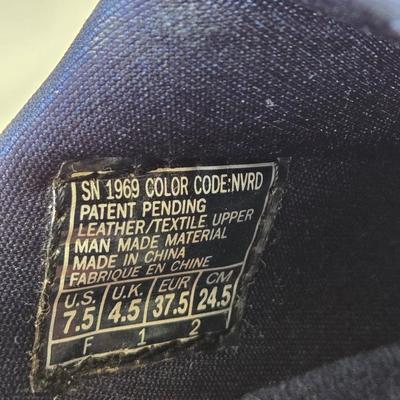 SN 1969 COLOR CODE:NVRD
PATENT PENDING
LEATHER/TEXTILE UPPER
MAN MADE MATERIAL
MADE IN CHINA
FABRIQUE EN CHINE
U.S. U.K. EUR CM
7.5 4.5 37.5 24.5
F 1 2